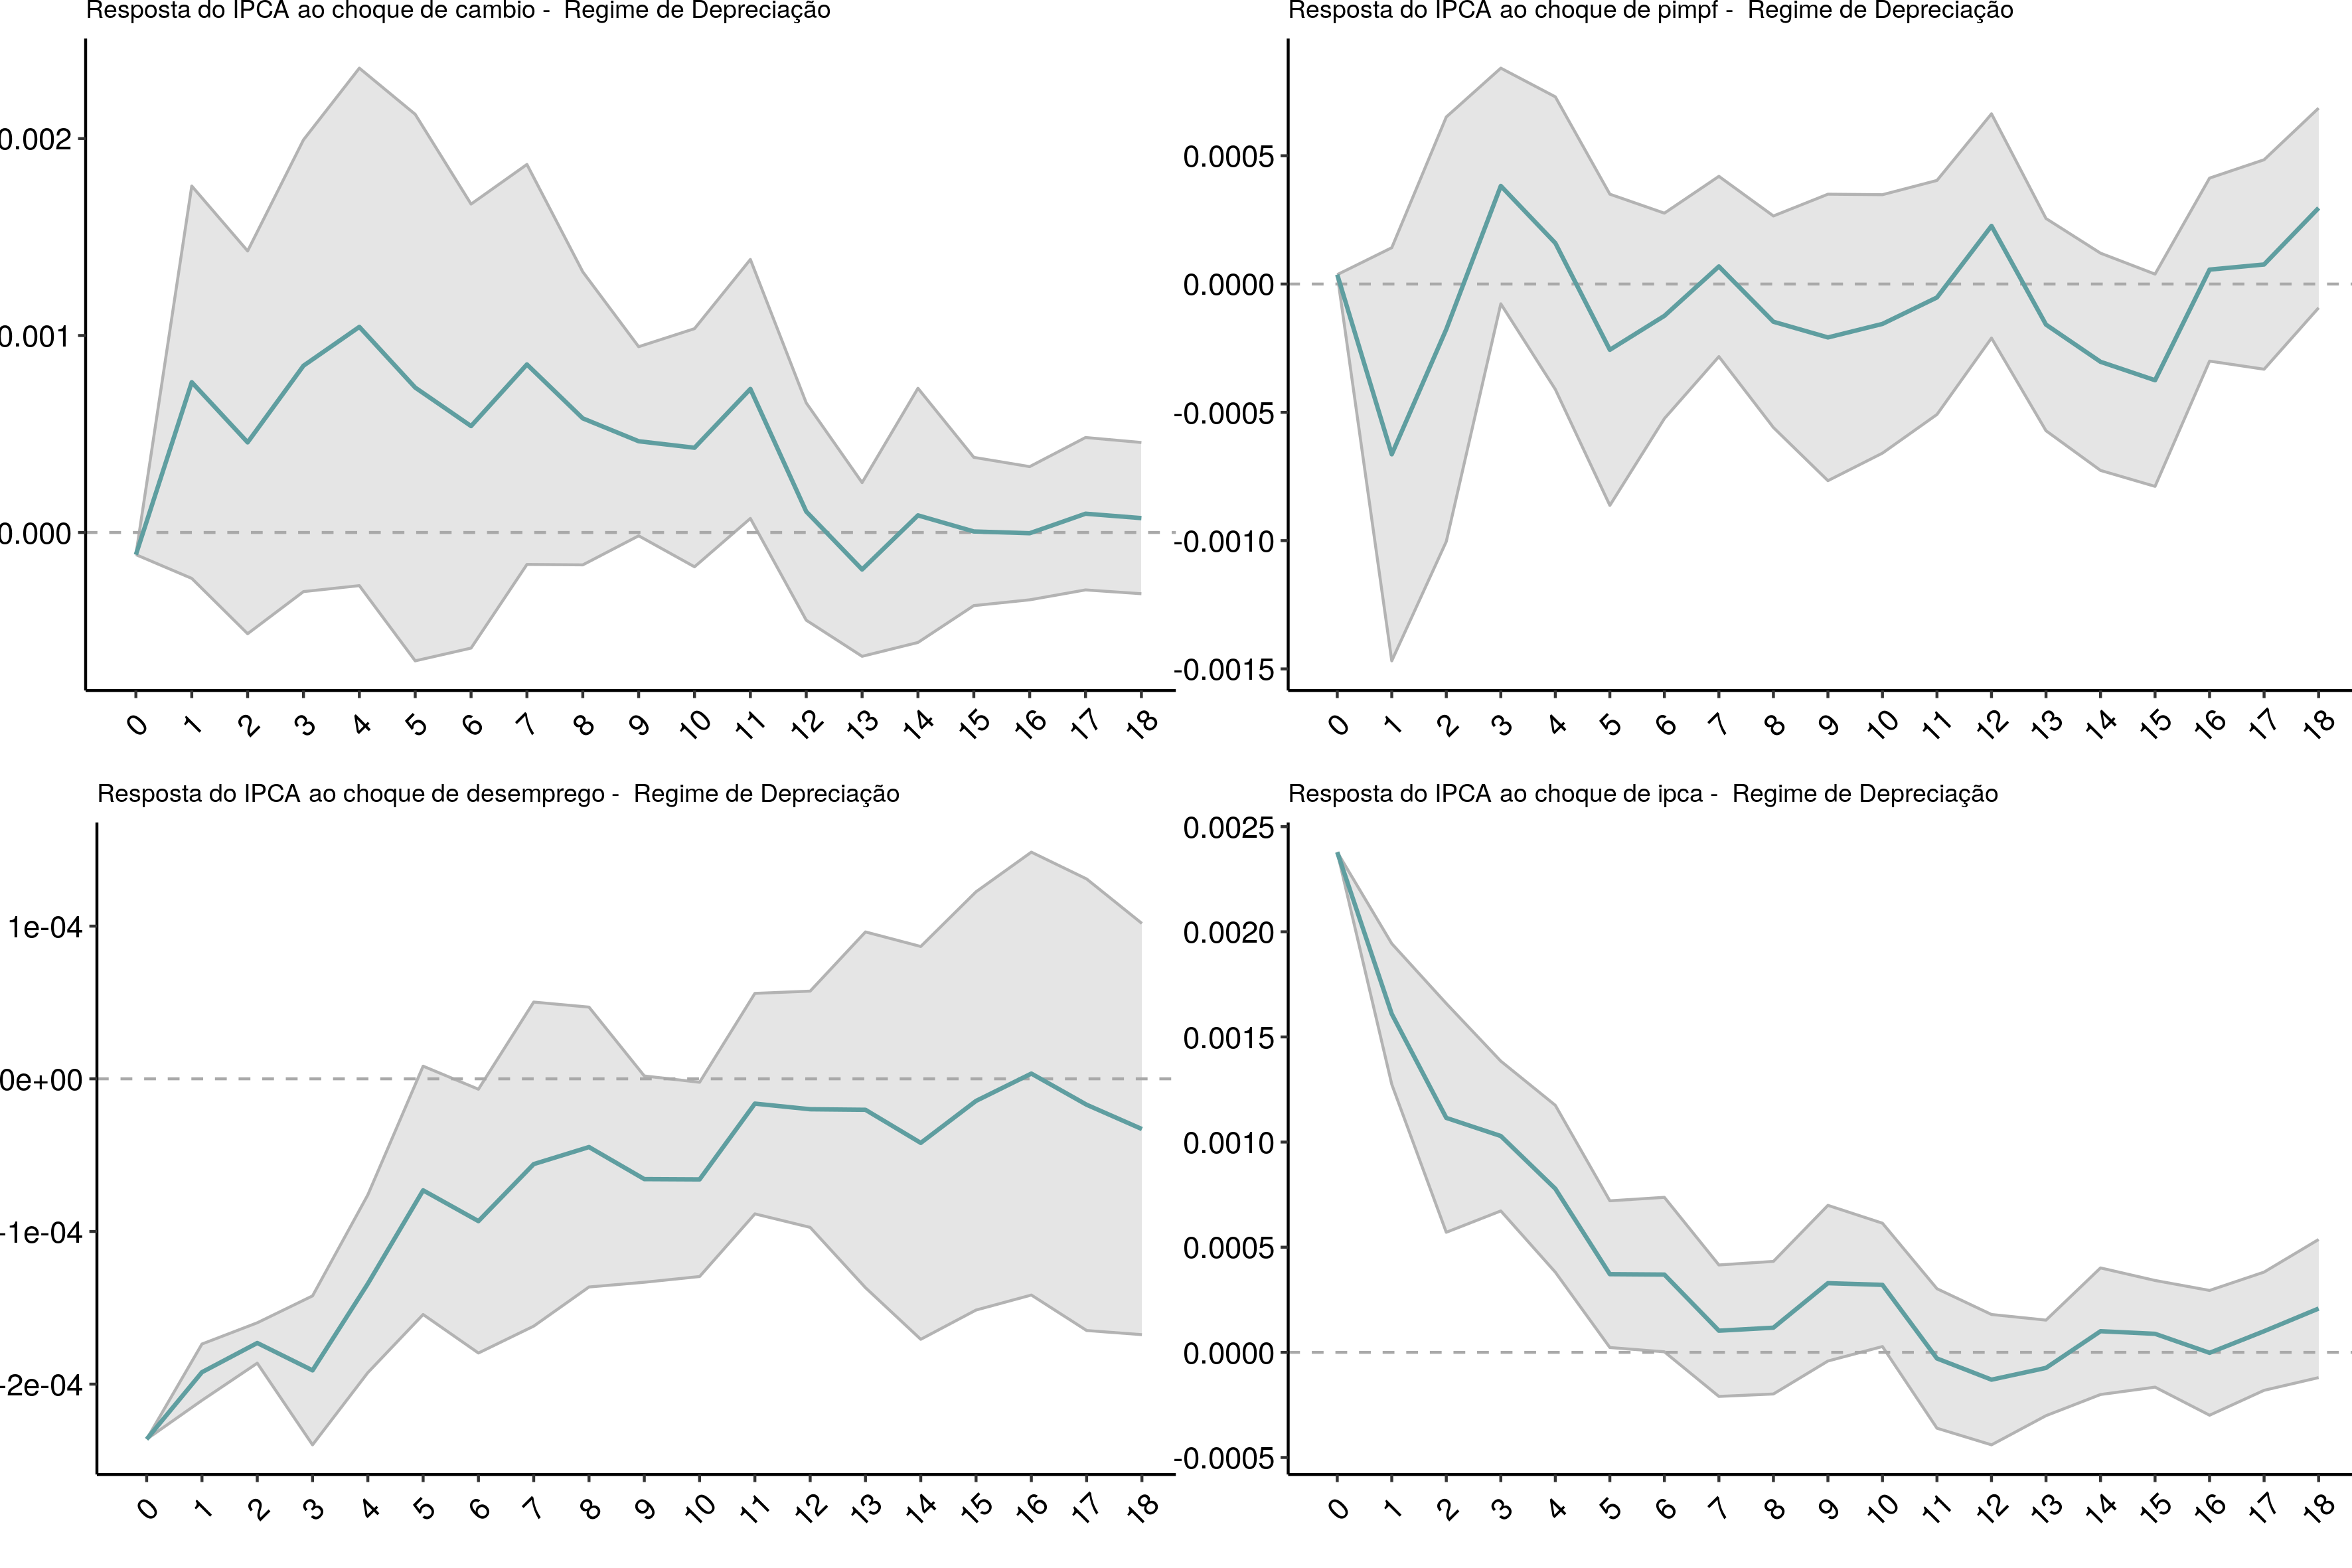 Resposta do IPCA ao choque de cambio -  Regime de Depreciação
0.002
0.001
0.000
0 1 2 3 4 5 6 7 8 9 10 11 12 13 14 15 16 17 18
Resposta do IPCA ao choque de pimpf -  Regime de Depreciação
0.0005
0.0000
-0.0005
-0.0010
-0.0015
0 1 2 3 4 5 6 7 8 9 10 11 12 13 14 15 16 17 18
Resposta do IPCA ao choque de desemprego -  Regime de Depreciação
1e-04
0e+00
-1e-04
-2e-04
0 1 2 3 4 5 6 7 8 9 10 11 12 13 14 15 16 17 18
Resposta do IPCA ao choque de ipca -  Regime de Depreciação
0.0025
0.0020
0.0015
0.0010
0.0005
0.0000
-0.0005
0 1 2 3 4 5 6 7 8 9 10 11 12 13 14 15 16 17 18